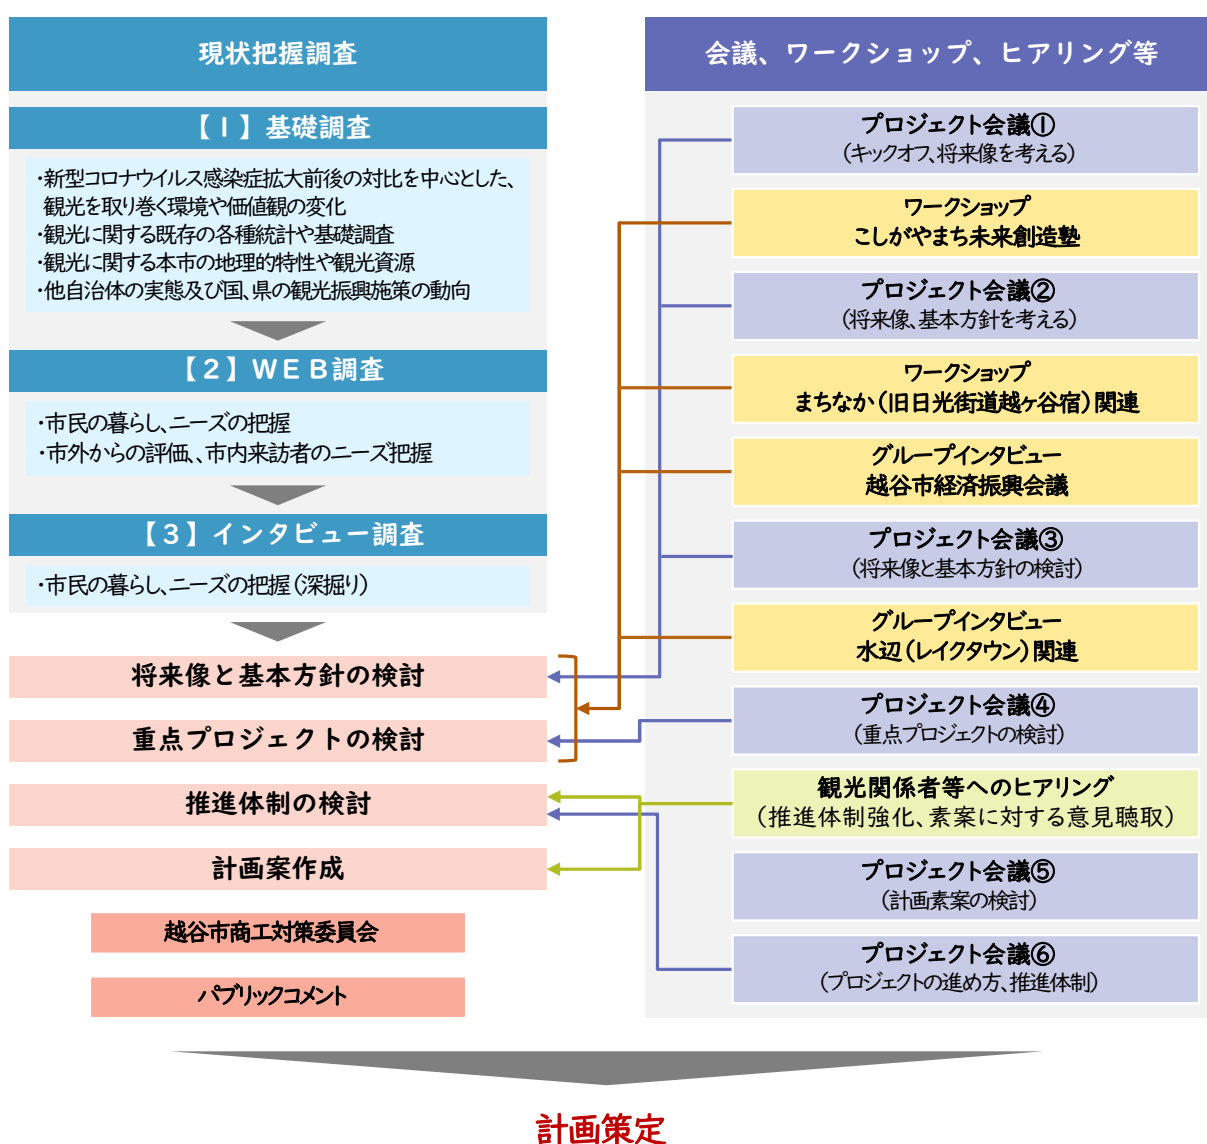 現状把握調査
【1】基礎調査
・新型コロナウイルス感染症拡大前後の対比を中心とした、
観光を取り巻く環境や価値観の変化
・観光に関する既存の各種統計や基礎調査
・観光に関する本市の地理的特性や観光資源
・他自治体の実態及び国、県の観光振興施策の動向
【2】WEB調査
・市民の暮らし、ニーズの把握
・市外からの評価、、市内来訪者のニーズ把握
【3】インタビュー調査
・市民の暮らし、ニーズの把握（深掘り）
将来像と基本方針の検討
重点プロジェクトの検討
推進体制の検討
計画案作成
越谷市商工対策委員会
パブリックコメント
会議、ワークショップ、ヒアリング等
プロジェクト会議①
（キックオフ、将来像を考える）
ワークショップ
こしがやまち未来創造塾
プロジェクト会議②
（将来像、基本方針を考える）
ワークショップ
まちなか（旧日光街道越ヶ谷宿）関連
グループインタビュー
越谷市経済振興会議
プロジェクト会議③
（将来像と基本方針の検討）
グループインタビュー
水辺（レイクタウン）関連
プロジェクト会議④
（重点プロジェクトの検討）
観光関係者等へのヒアリング
（推進体制強化、素案に対する意見聴取）
プロジェクト会議⑤
（計画素案の検討）
プロジェクト会議⑥
（プロジェクトの進め方、推進体制）
計画策定